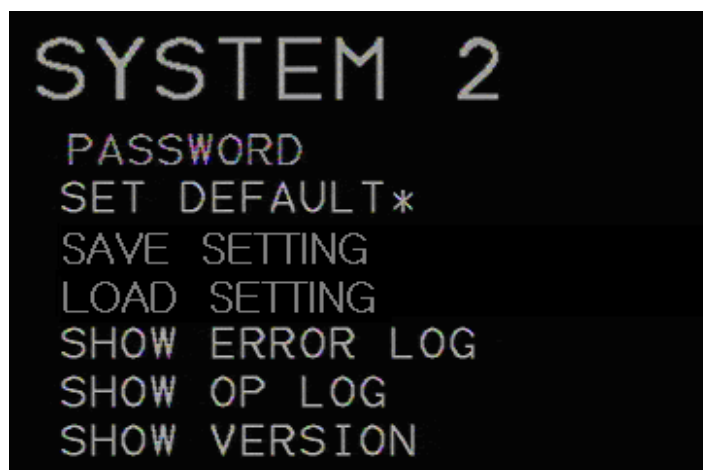 SYSTEM 2
PASSWORD
SET DEFAULT*
SAVE SETTING
LOAD SETTING
SHOW ERROR LOG
SHOW OP LOG
SHOW VERSION